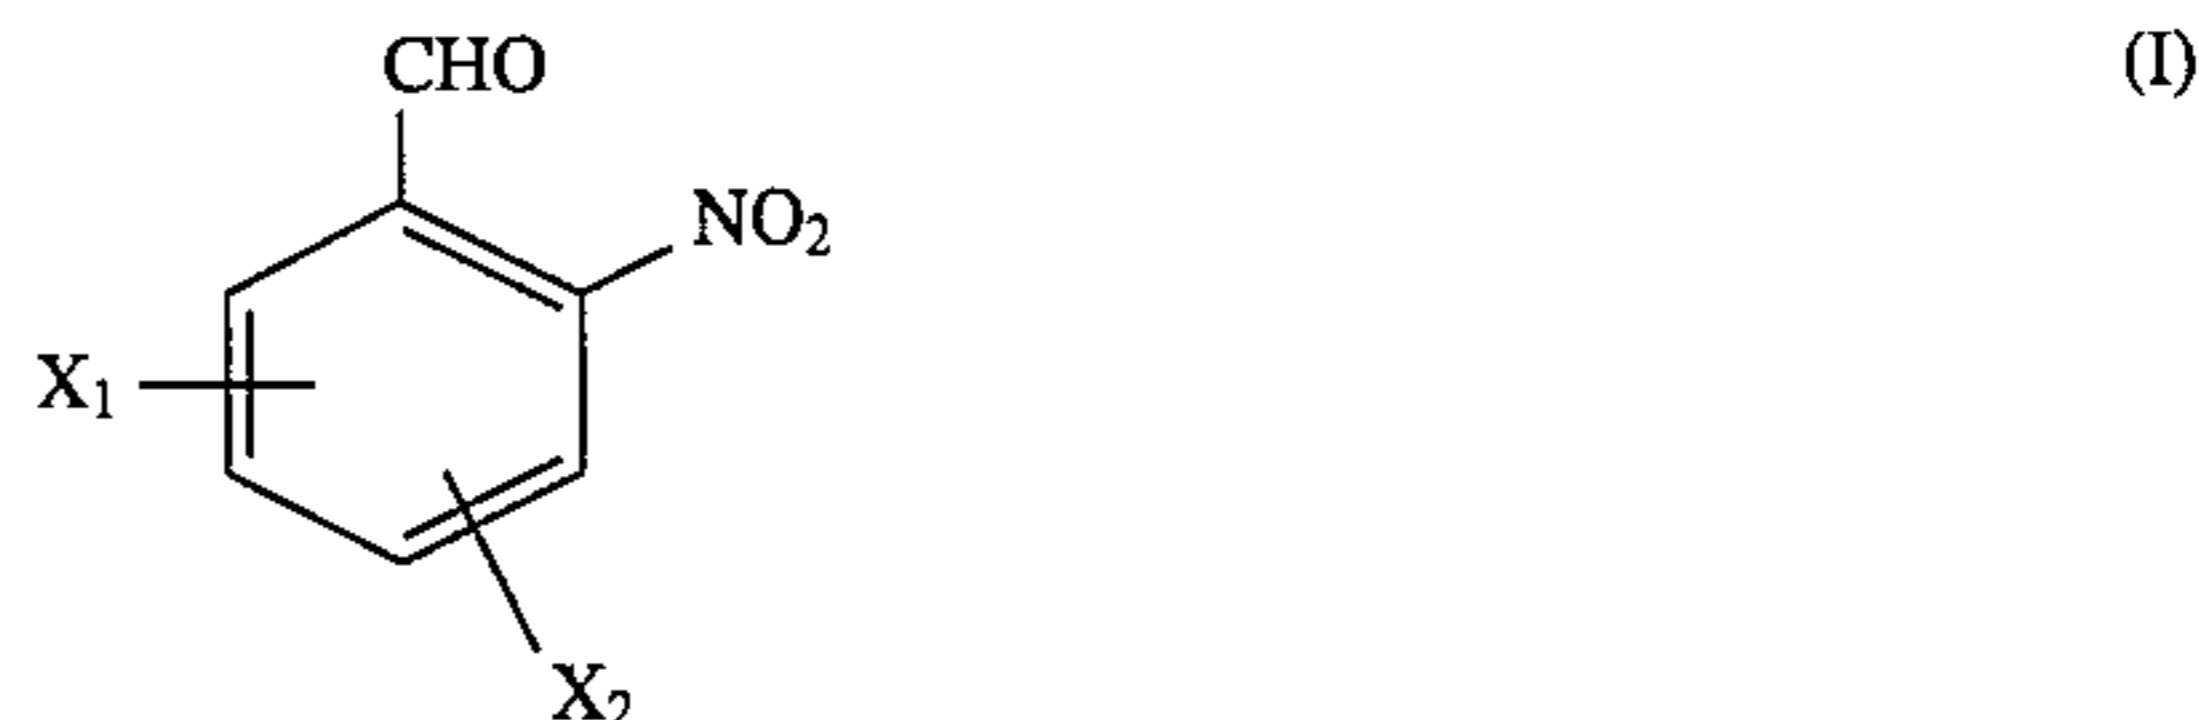 CHO (I)
NO₂
X₁
X₂